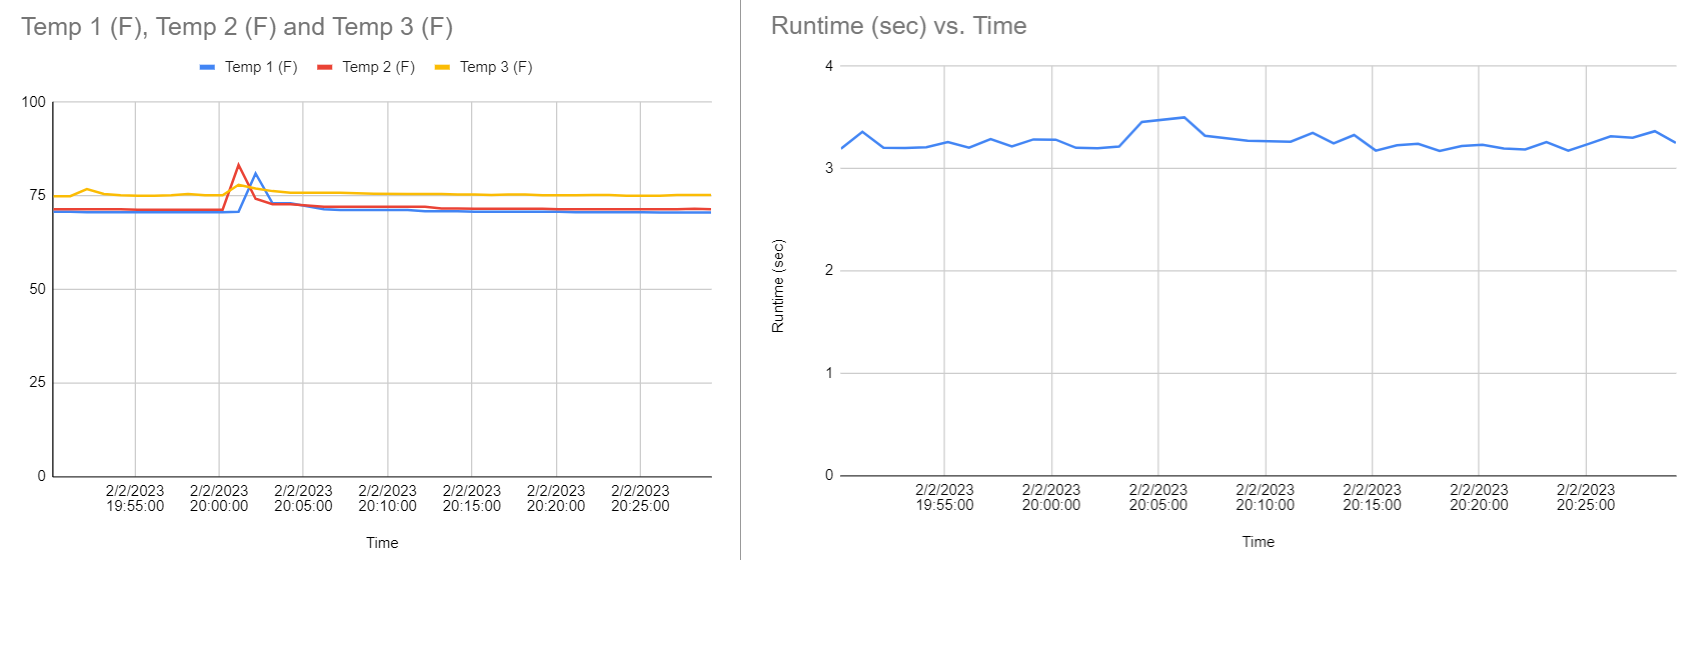 Temp 1 (F), Temp 2 (F) and Temp 3 (F)
Temp 1 (F) Temp 2 (F) Temp 3 (F)
100
75
50
25
0
2/2/2023 2/2/2023 2/2/2023 2/2/2023 2/2/2023 2/2/2023 2/2/2023
19:55:00 20:00:00 20:05:00 20:10:00 20:15:00 20:20:00 20:25:00
Time
Runtime (sec) vs. Time
Runtime (sec)
4
3
2
1
0
2/2/2023 2/2/2023 2/2/2023 2/2/2023 2/2/2023 2/2/2023 2/2/2023
19:55:00 20:00:00 20:05:00 20:10:00 20:15:00 20:20:00 20:25:00
Time